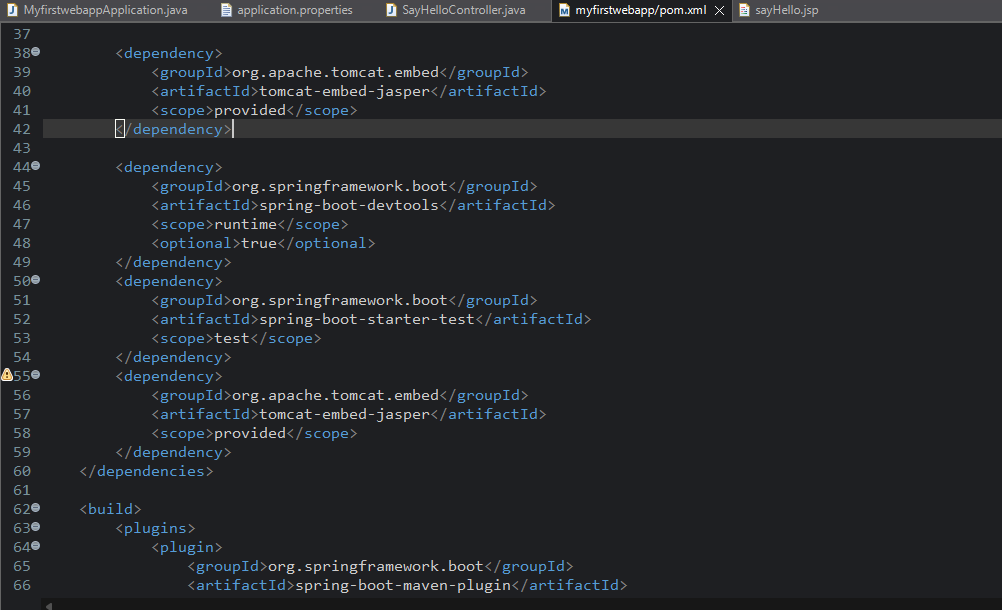 MyfirstwebappApplication.java application.properties SayHelloController.java myfirstwebapp/pom.xml sayHello.jsp
37
38 <dependency>
39 <groupId>org.apache.tomcat.embed</groupId>
40 <artifactId>tomcat-embed-jasper</artifactId>
41 <scope>provided</scope>
42 </dependency>
43
44 <dependency>
45 <groupId>org.springframework.boot</groupId>
46 <artifactId>spring-boot-devtools</artifactId>
47 <scope>runtime</scope>
48 <optional>true</optional>
49 </dependency>
50 <dependency>
51 <groupId>org.springframework.boot</groupId>
52 <artifactId>spring-boot-starter-test</artifactId>
53 <scope>test</scope>
54 </dependency>
55 <dependency>
56 <groupId>org.apache.tomcat.embed</groupId>
57 <artifactId>tomcat-embed-jasper</artifactId>
58 <scope>provided</scope>
59 </dependency>
60 </dependencies>
61
62 <build>
63 <plugins>
64 <plugin>
65 <groupId>org.springframework.boot</groupId>
66 <artifactId>spring-boot-maven-plugin</artifactId>